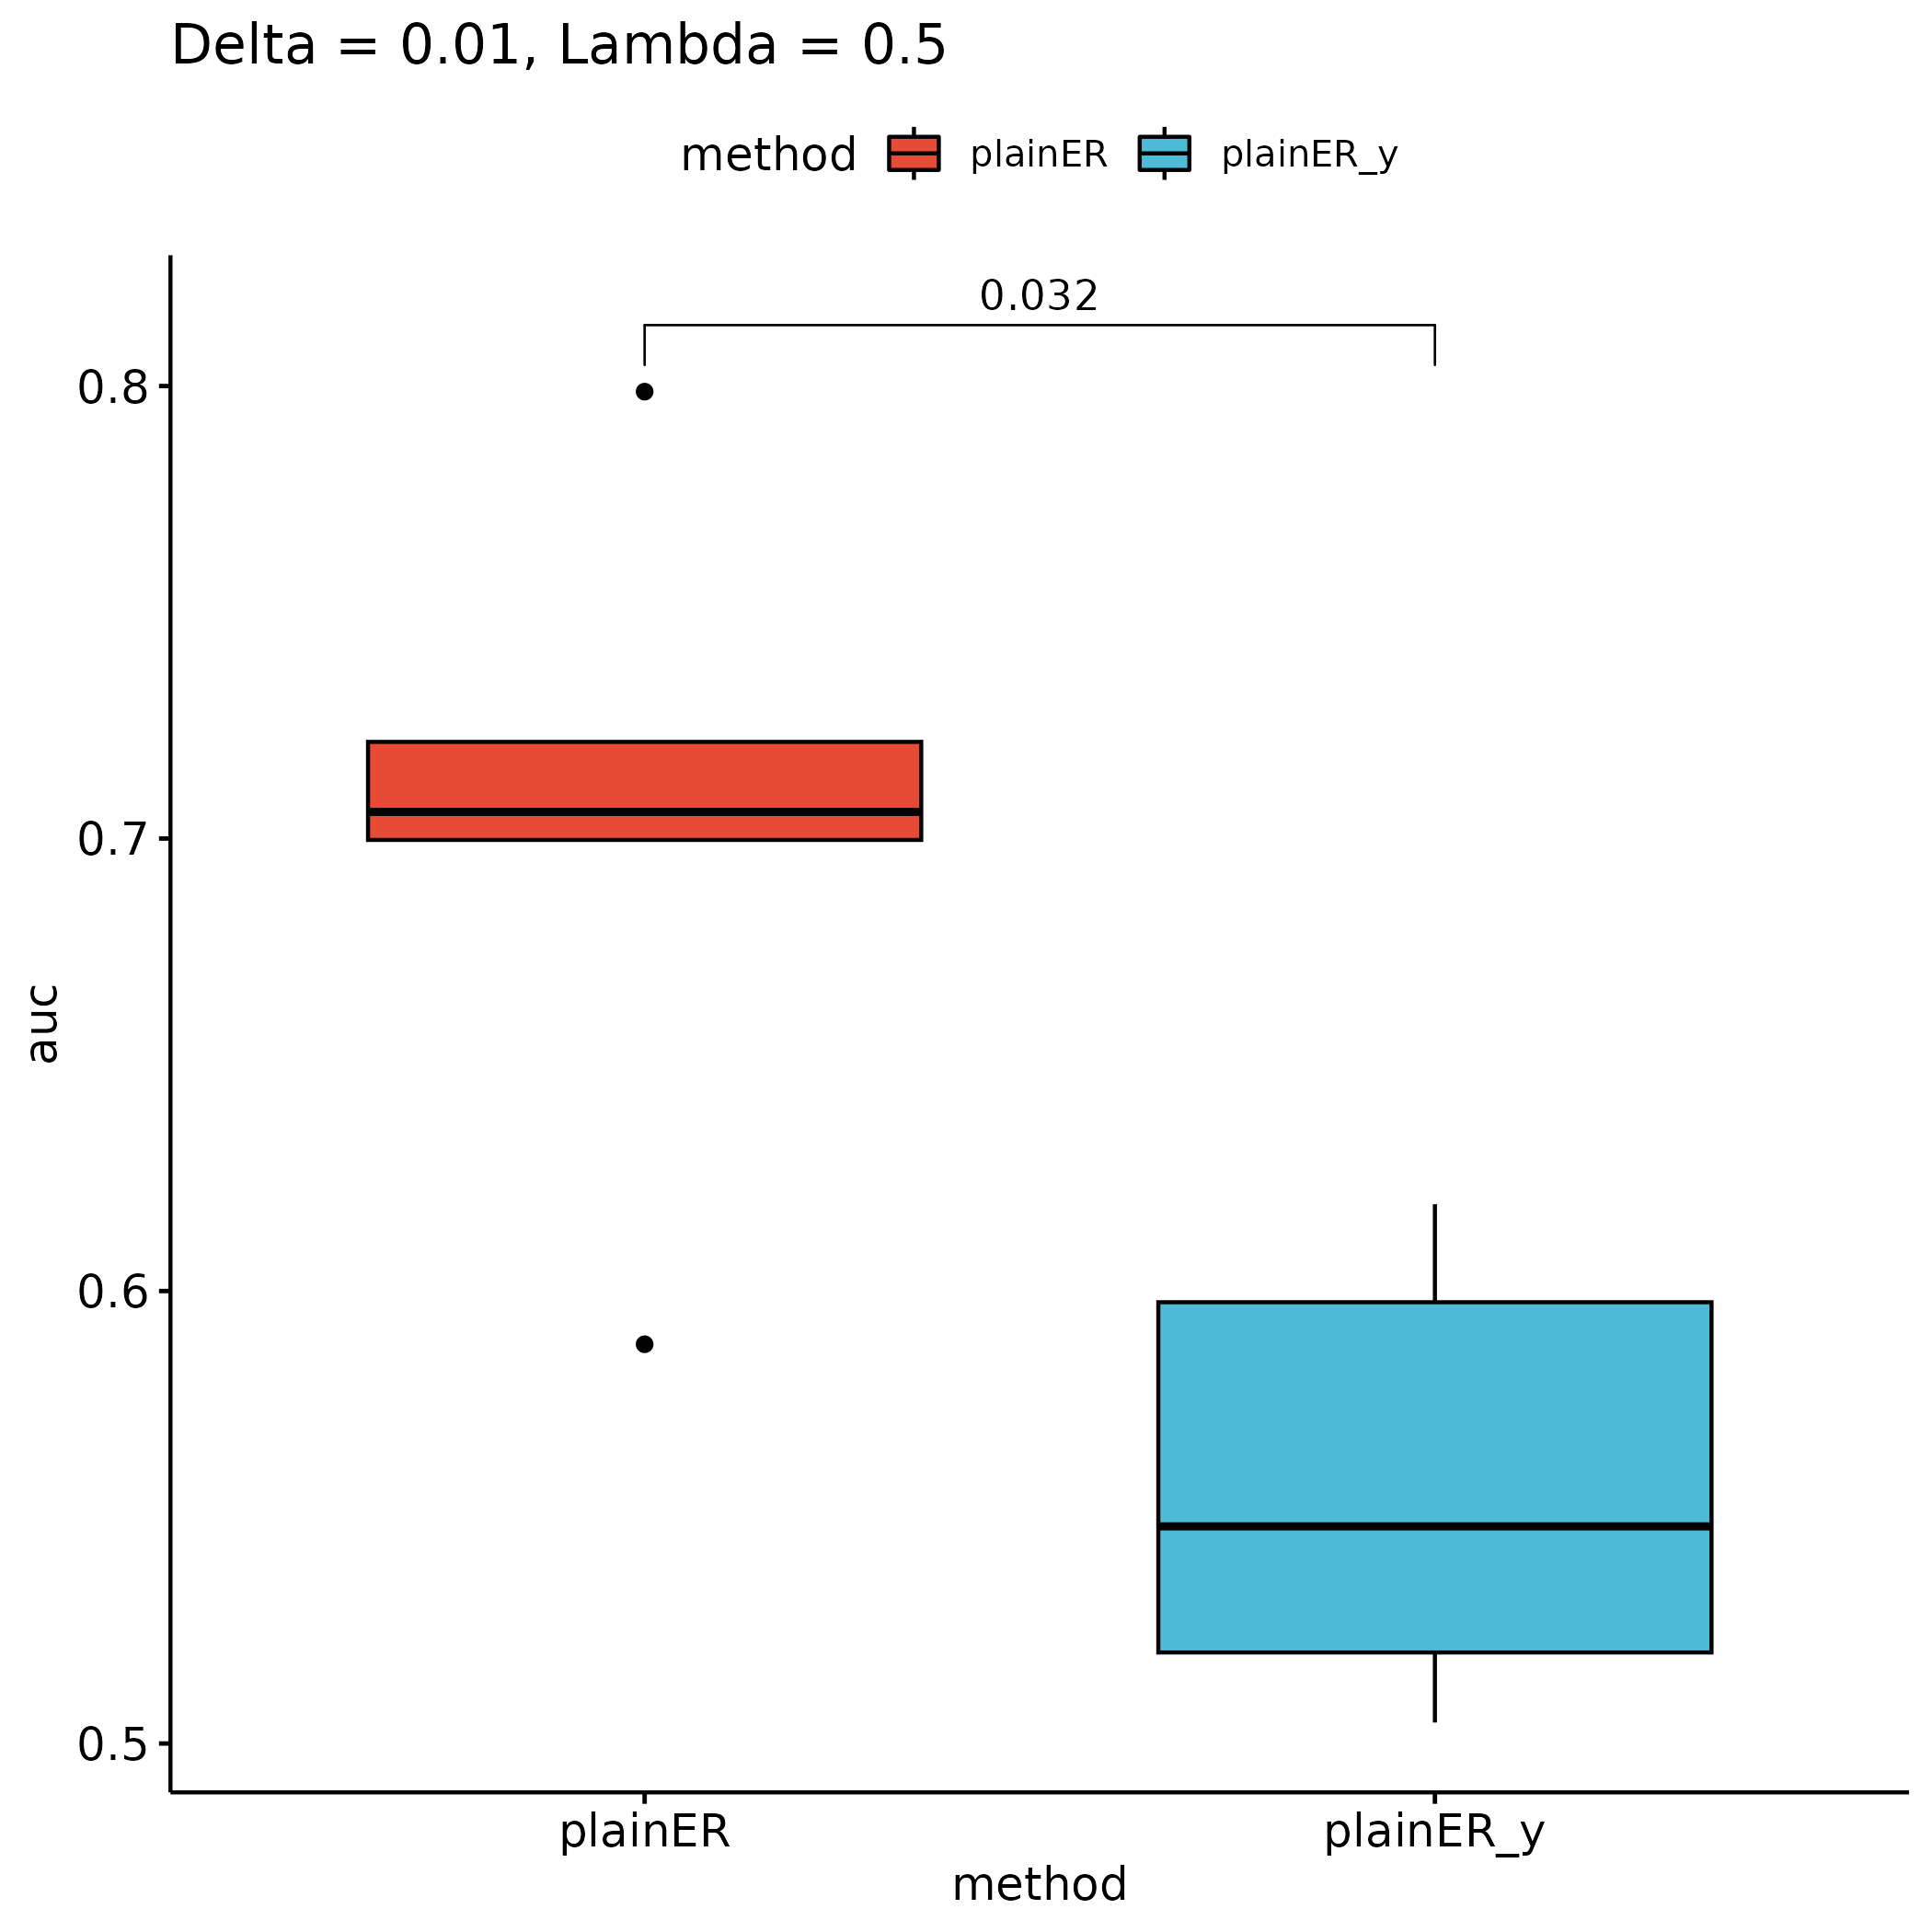 Delta = 0.01, Lambda = 0.5
method plainER plainER_y
0.032
0.8
0.7
0.6
0.5
auc
plainER plainER_y
method